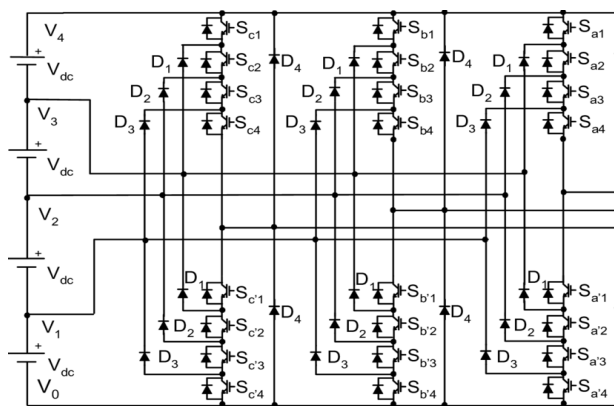 V4 Sc1 Sb1 Sa1
+ D1 Sc2 D4 D1 Sb2 D4 D1 Sa2
Vdc D2 Sc3 D2 Sb3 D2 Sa3
V3 D3 Sc4 D3 Sb4 D3 Sa4
+
Vdc
V2
+
Vdc D1 Sc'1 D1 Sb'1 D1 Sa'1
V1 D2 Sc'2 D4 D2 Sb'2 D4 D2 Sa'2
+ D3 Sc'3 D3 Sb'3 D3 Sa'3
Vdc
V0 Sc'4 Sb'4 Sa'4